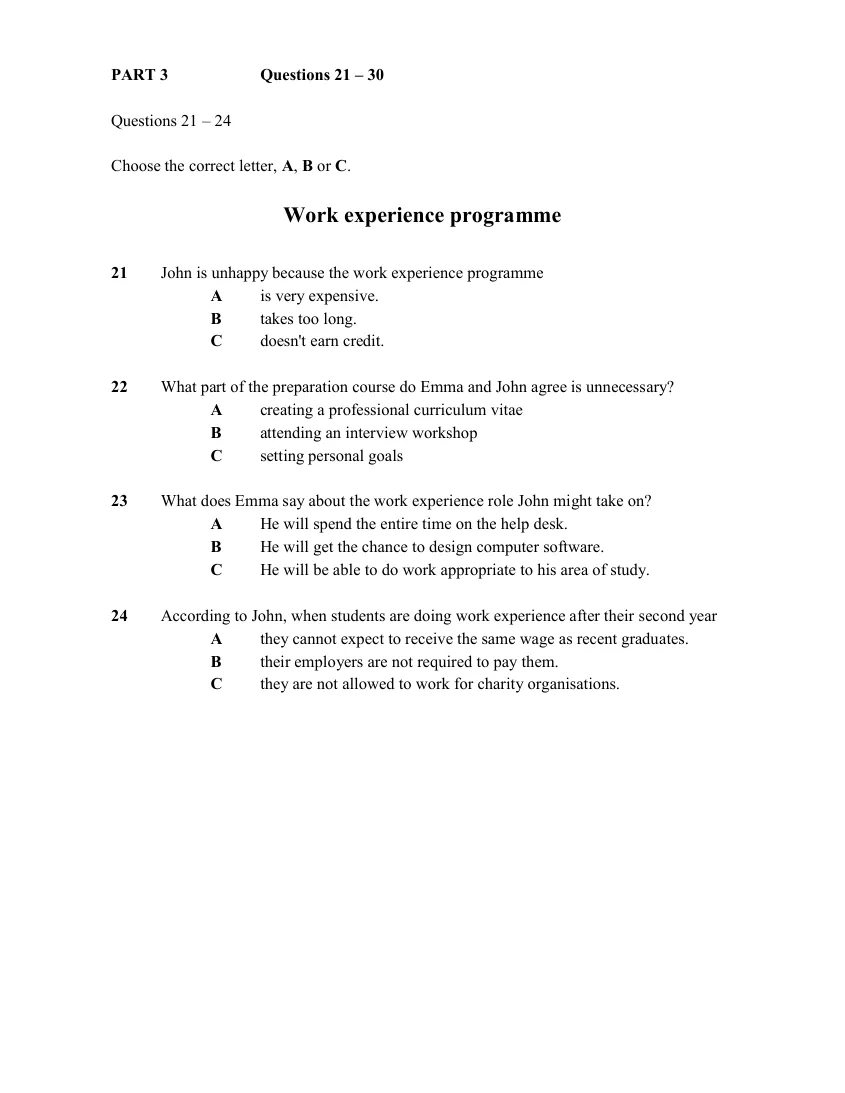 PART 3 Questions 21 – 30
Questions 21 – 24
Choose the correct letter, A, B or C.
Work experience programme
21 John is unhappy because the work experience programme
A is very expensive.
B takes too long.
C doesn't earn credit.
22 What part of the preparation course do Emma and John agree is unnecessary?
A creating a professional curriculum vitae
B attending an interview workshop
C setting personal goals
23 What does Emma say about the work experience role John might take on?
A He will spend the entire time on the help desk.
B He will get the chance to design computer software.
C He will be able to do work appropriate to his area of study.
24 According to John, when students are doing work experience after their second year
A they cannot expect to receive the same wage as recent graduates.
B their employers are not required to pay them.
C they are not allowed to work for charity organisations.